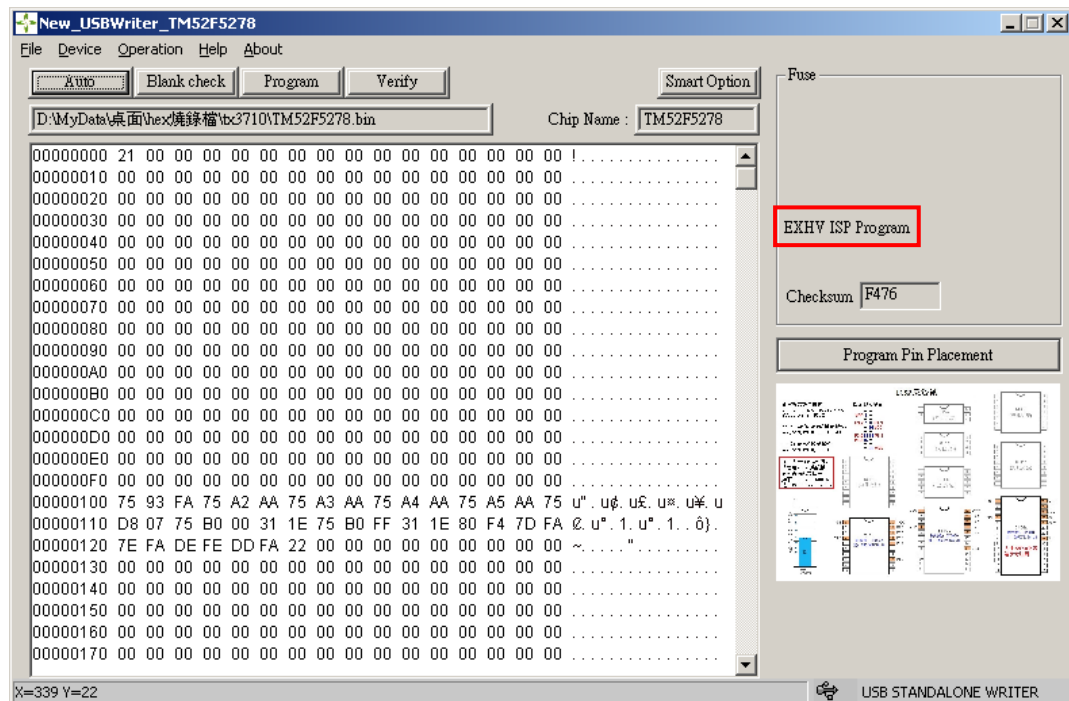 New_USBWriter_TM52F5278
File Device Operation Help About
Auto Blank check Program Verify Smart Option
D:\MyData\桌面\hex燒錄檔\tx3710\TM52F5278.bin Chip Name : TM52F5278
Fuse
00000000 21 00 00 00 00 00 00 00 00 00 00 00 00 00 00 00 !...............
00000010 00 00 00 00 00 00 00 00 00 00 00 00 00 00 00 00 ................
00000020 00 00 00 00 00 00 00 00 00 00 00 00 00 00 00 00 ................
00000030 00 00 00 00 00 00 00 00 00 00 00 00 00 00 00 00 ................
00000040 00 00 00 00 00 00 00 00 00 00 00 00 00 00 00 00 ................
00000050 00 00 00 00 00 00 00 00 00 00 00 00 00 00 00 00 ................
00000060 00 00 00 00 00 00 00 00 00 00 00 00 00 00 00 00 ................
00000070 00 00 00 00 00 00 00 00 00 00 00 00 00 00 00 00 ................
00000080 00 00 00 00 00 00 00 00 00 00 00 00 00 00 00 00 ................
00000090 00 00 00 00 00 00 00 00 00 00 00 00 00 00 00 00 ................
000000A0 00 00 00 00 00 00 00 00 00 00 00 00 00 00 00 00 ................
000000B0 00 00 00 00 00 00 00 00 00 00 00 00 00 00 00 00 ................
000000C0 00 00 00 00 00 00 00 00 00 00 00 00 00 00 00 00 ................
000000D0 00 00 00 00 00 00 00 00 00 00 00 00 00 00 00 00 ................
000000E0 00 00 00 00 00 00 00 00 00 00 00 00 00 00 00 00 ................
000000F0 00 00 00 00 00 00 00 00 00 00 00 00 00 00 00 00 ................
00000100 75 93 FA 75 A2 AA 75 A3 AA 75 A4 AA 75 A5 AA 75 u". u¢. u£. u¤. u¥. u
00000110 D8 07 75 B0 00 31 1E 75 B0 FF 31 1E 80 F4 7D FA Ø. u°. 1. u°. 1. . ô}.
00000120 7E FA DE FE DD FA 22 00 00 00 00 00 00 00 00 00 ~.....".........
00000130 00 00 00 00 00 00 00 00 00 00 00 00 00 00 00 00 ................
00000140 00 00 00 00 00 00 00 00 00 00 00 00 00 00 00 00 ................
00000150 00 00 00 00 00 00 00 00 00 00 00 00 00 00 00 00 ................
00000160 00 00 00 00 00 00 00 00 00 00 00 00 00 00 00 00 ................
00000170 00 00 00 00 00 00 00 00 00 00 00 00 00 00 00 00 ................
EXHV ISP Program
Checksum F476
Program Pin Placement
X=339 Y=22 USB STANDALONE WRITER